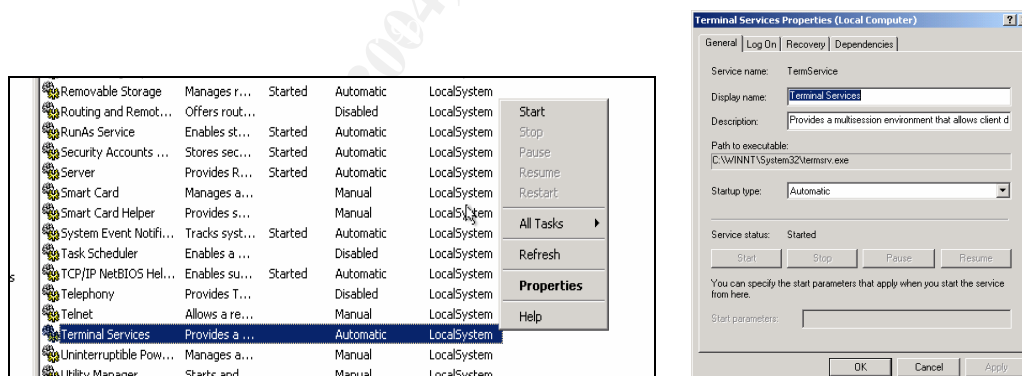 Removable Storage Manages r... Started Automatic LocalSystem
Routing and Remot... Offers rout... Disabled LocalSystem
RunAs Service Enables st... Started Automatic LocalSystem
Security Accounts ... Stores sec... Started Automatic LocalSystem
Server Provides R... Started Automatic LocalSystem
Smart Card Manages a... Manual LocalSystem
Smart Card Helper Provides s... Manual LocalSystem
System Event Notifi... Tracks syst... Started Automatic LocalSystem
Task Scheduler Enables a ... Disabled LocalSystem
TCP/IP NetBIOS Hel... Enables su... Started Automatic LocalSystem
Telephony Provides T... Disabled LocalSystem
Telnet Allows a re... Manual LocalSystem
Terminal Services Provides a ... Automatic LocalSystem
Uninterruptible Pow... Manages a... Manual LocalSystem
Utility Manager Starts and Manual LocalSystem
s
Start
Stop
Pause
Resume
Restart
All Tasks
Refresh
Properties
Help
Terminal Services Properties (Local Computer)
General Log On Recovery Dependencies
Service name: TermService
Display name: Terminal Services
Description: Provides a multisession environment that allows client d
Path to executable:
C:\WINNT\System32\termsrv.exe
Startup type: Automatic
Service status: Started
Start Stop Pause Resume
You can specify the start parameters that apply when you start the service
from here.
Start parameters:
OK Cancel Apply